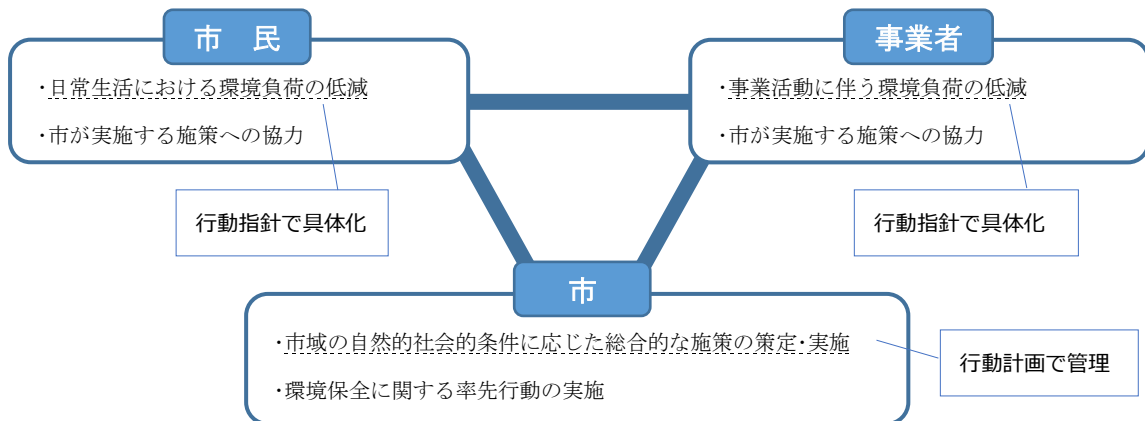 市　民
・日常生活における環境負荷の低減
・市が実施する施策への協力
行動指針で具体化
事業者
・事業活動に伴う環境負荷の低減
・市が実施する施策への協力
行動指針で具体化
市
・市域の自然的社会的条件に応じた総合的な施策の策定・実施
・環境保全に関する率先行動の実施
行動計画で管理